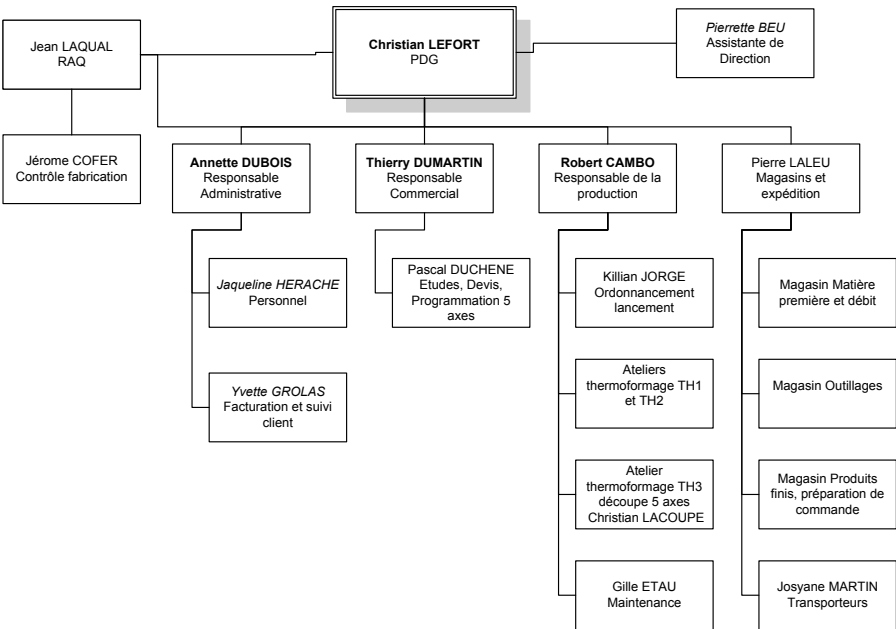 Jean LAQUAL
RAQ
Christian LEFORT
PDG
Pierrette BEU
Assistante de
Direction
Jérome COFER
Contrôle fabrication
Annette DUBOIS
Responsable
Administrative
Thierry DUMARTIN
Responsable
Commercial
Robert CAMBO
Responsable de la
production
Pierre LALEU
Magasins et
expédition
Jaqueline HERACHE
Personnel
Pascal DUCHENE
Etudes, Devis,
Programmation 5
axes
Killian JORGE
Ordonnancement
lancement
Magasin Matière
première et débit
Yvette GROLAS
Facturation et suivi
client
Ateliers
thermoformage TH1
et TH2
Magasin Outillages
Atelier
thermoformage TH3
découpe 5 axes
Christian LACOUPE
Magasin Produits
finis, préparation de
commande
Gille ETAU
Maintenance
Josyane MARTIN
Transporteurs